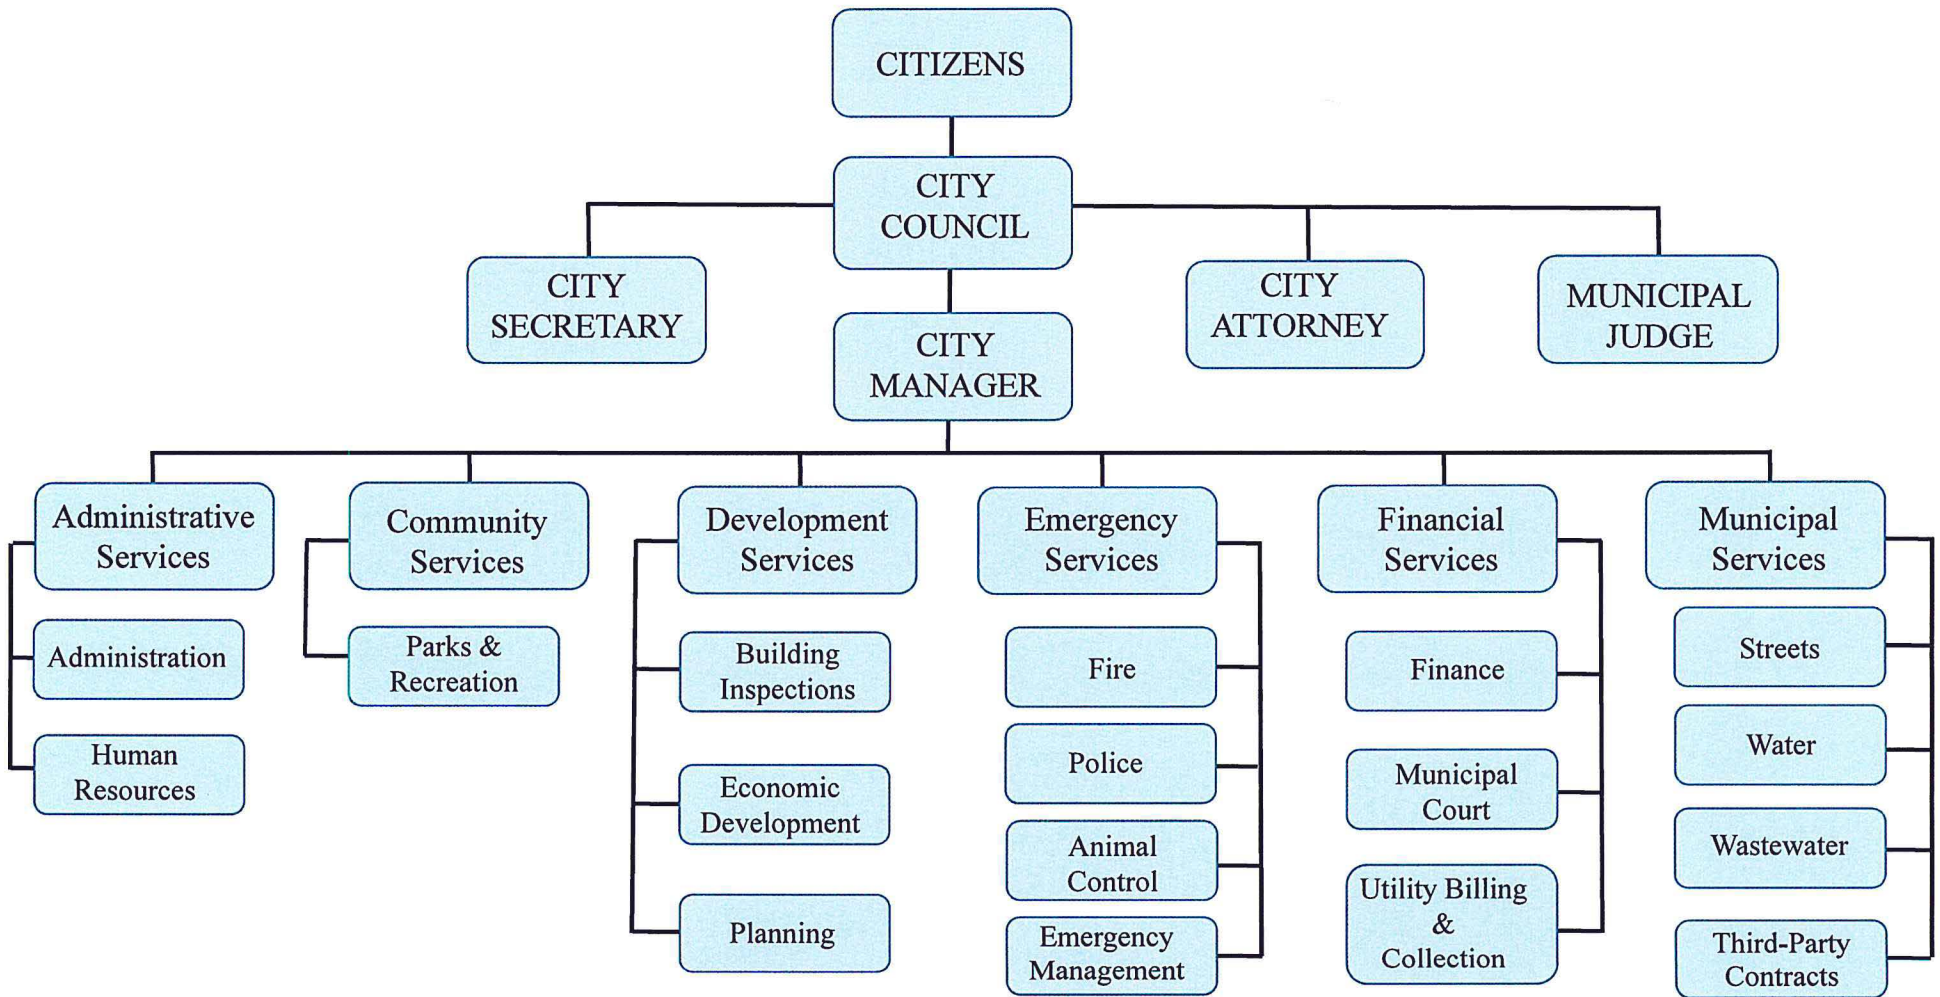 CITIZENS
CITY
COUNCIL
CITY
SECRETARY
CITY
MANAGER
CITY
ATTORNEY
MUNICIPAL
JUDGE
Administrative
Services
Administration
Human
Resources
Community
Services
Parks &
Recreation
Development
Services
Building
Inspections
Economic
Development
Planning
Emergency
Services
Fire
Police
Animal
Control
Emergency
Management
Financial
Services
Finance
Municipal
Court
Utility Billing
&
Collection
Municipal
Services
Streets
Water
Wastewater
Third-Party
Contracts